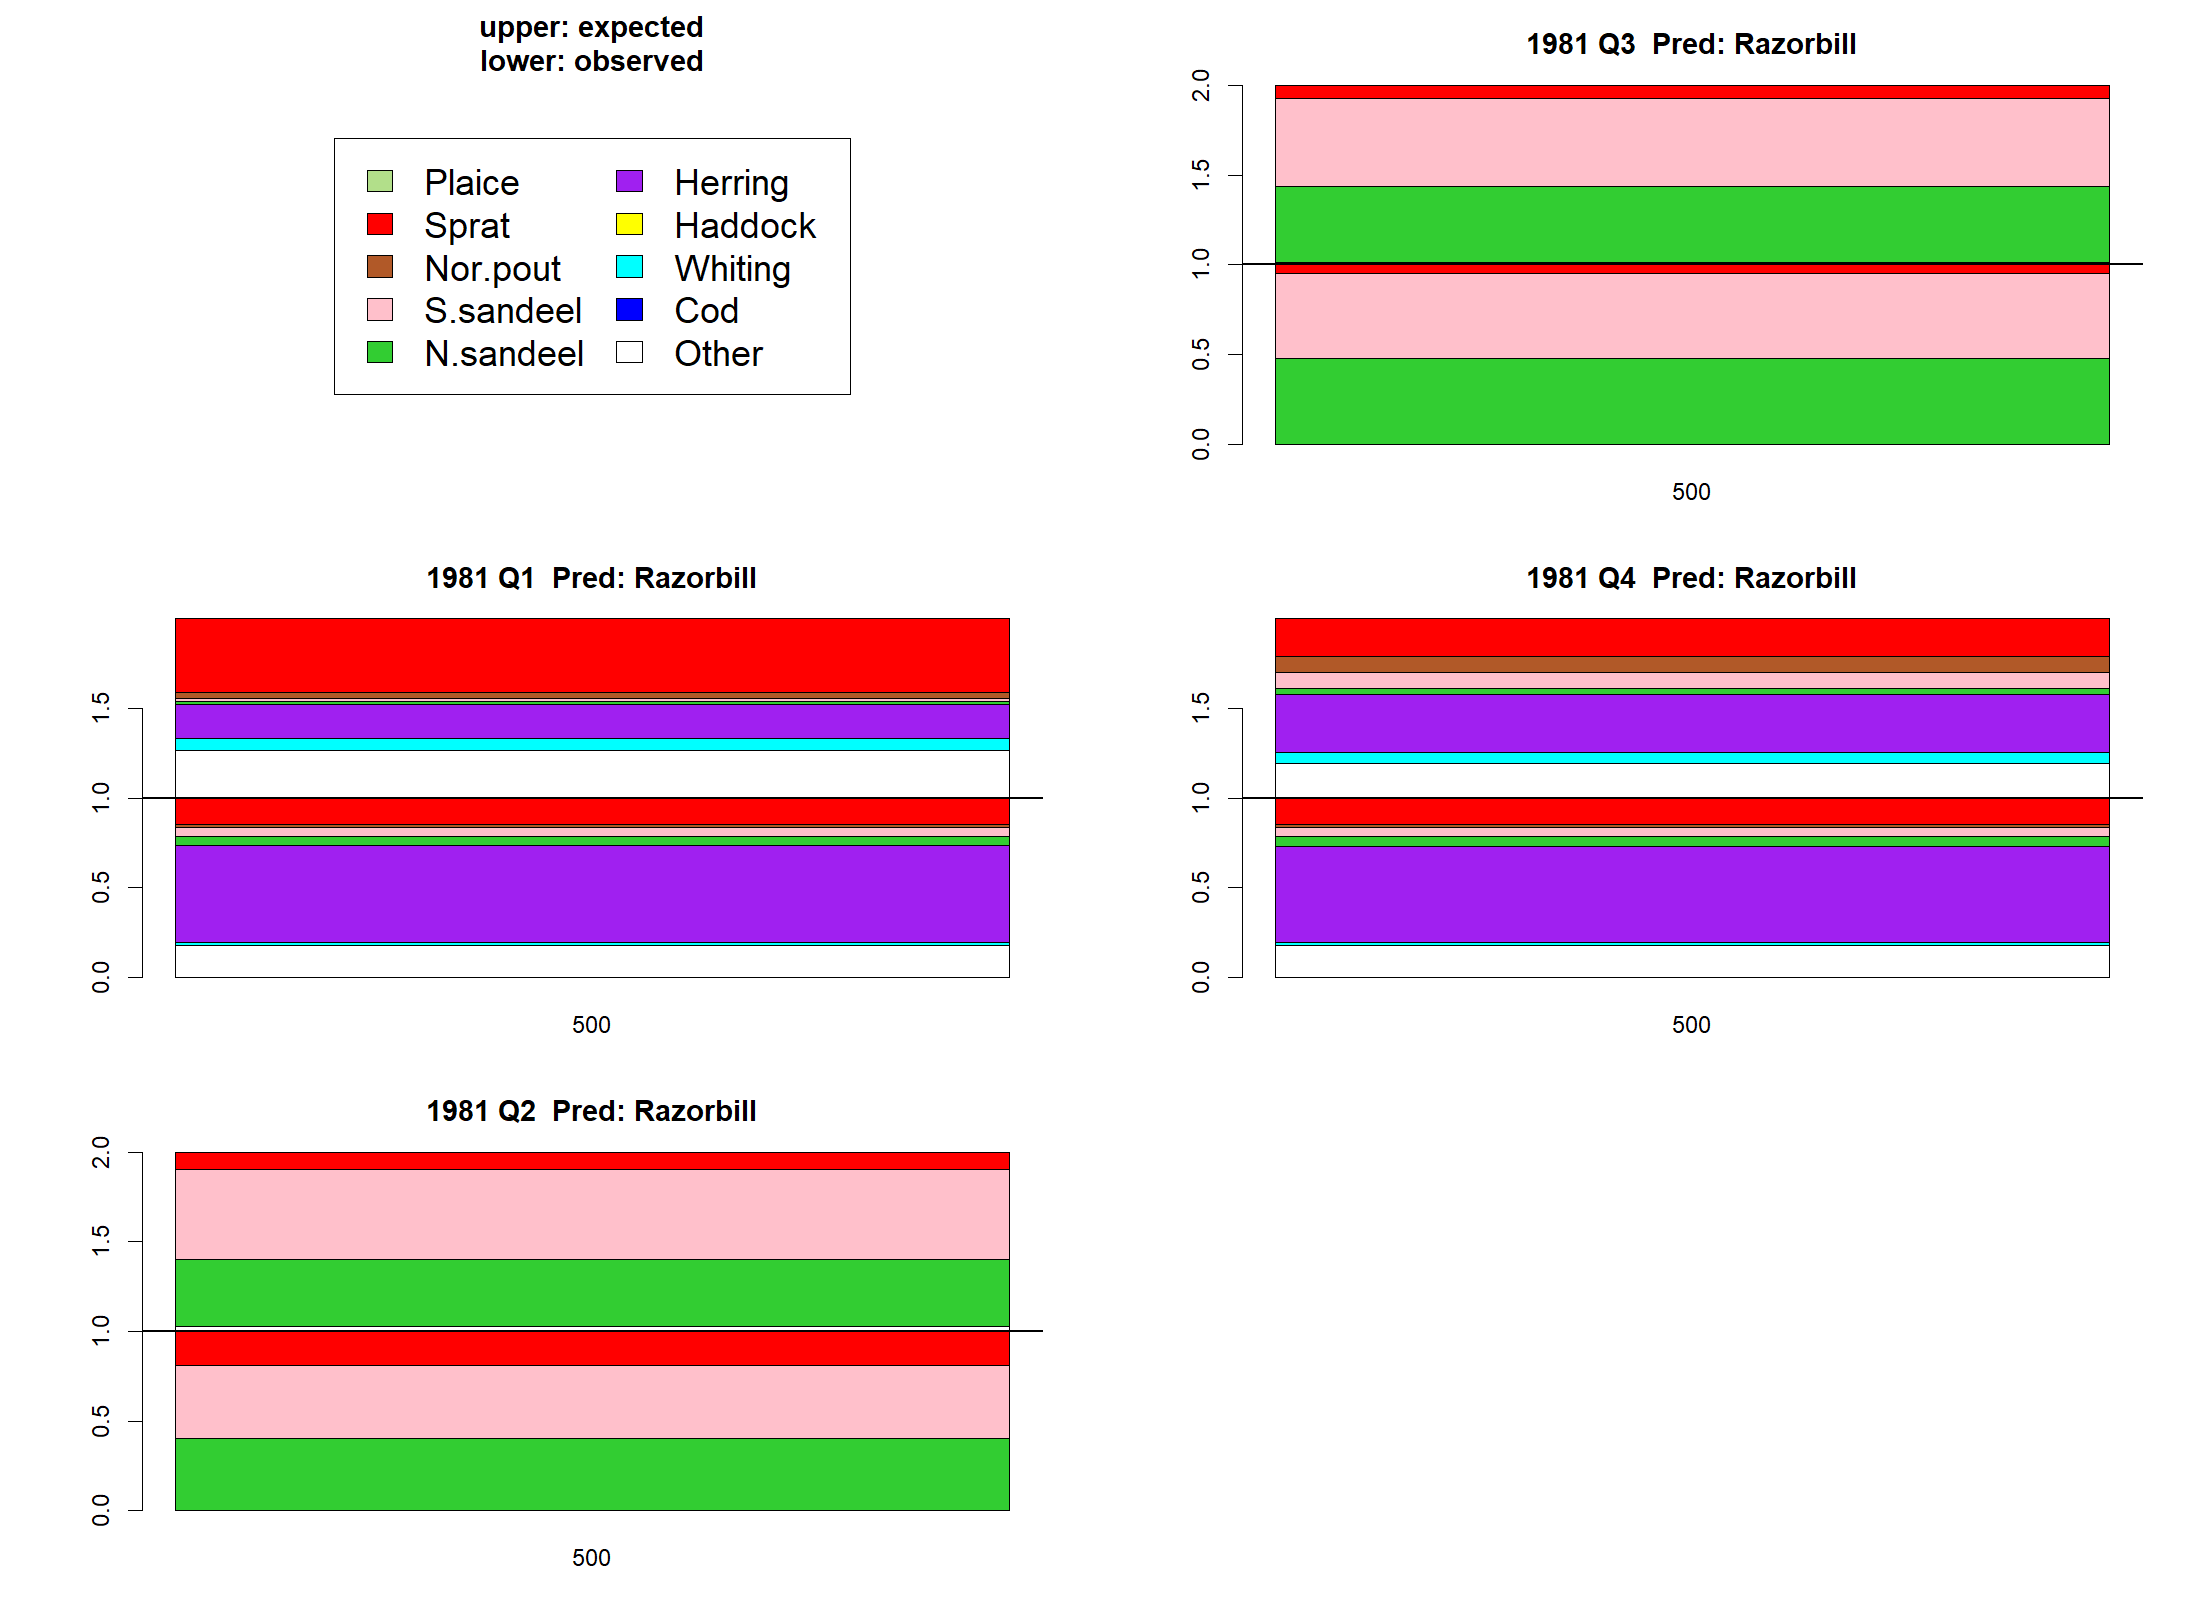 upper: expected
lower: observed
Plaice
Sprat
Nor.pout
S.sandeel
N.sandeel
Herring
Haddock
Whiting
Cod
Other
1981 Q3  Pred: Razorbill
2.0
1.5
1.0
0.5
0.0
500
1981 Q1  Pred: Razorbill
1.5
1.0
0.5
0.0
500
1981 Q4  Pred: Razorbill
1.5
1.0
0.5
0.0
500
1981 Q2  Pred: Razorbill
2.0
1.5
1.0
0.5
0.0
500